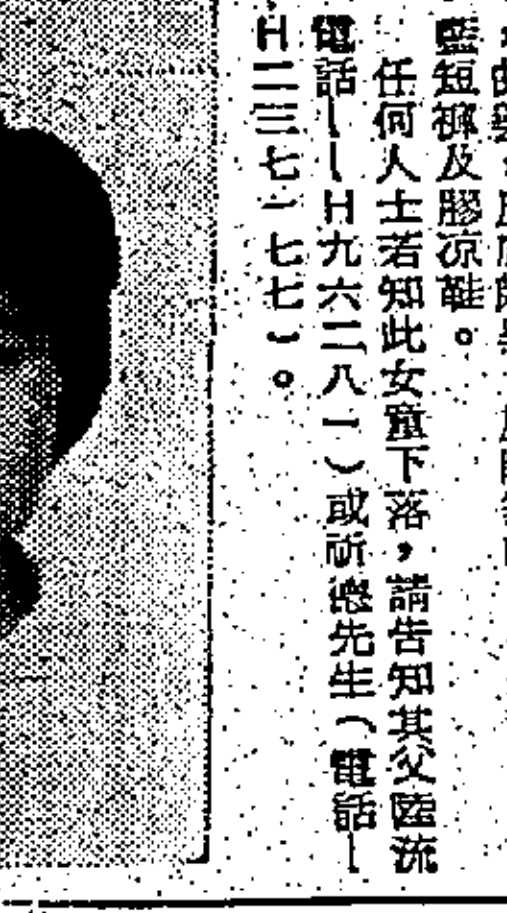 藍短褲及膠凉鞋。
任何人士若知此女童下落，請告知其父陸流
電話——H九六二八一）或祈德先生（電話—
H二三七一七七）。